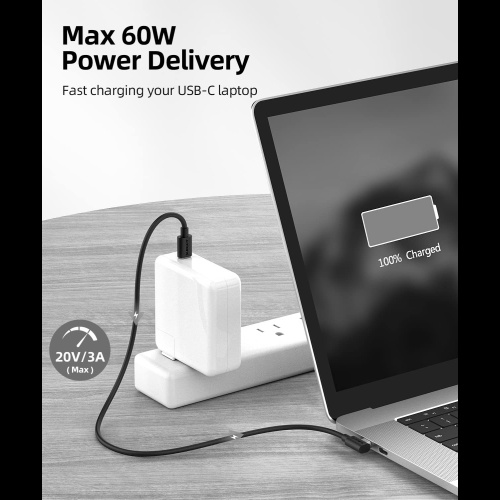 Max 60W
Power Delivery
Fast charging your USB-C laptop
100% Charged
20V/3A
( Max )